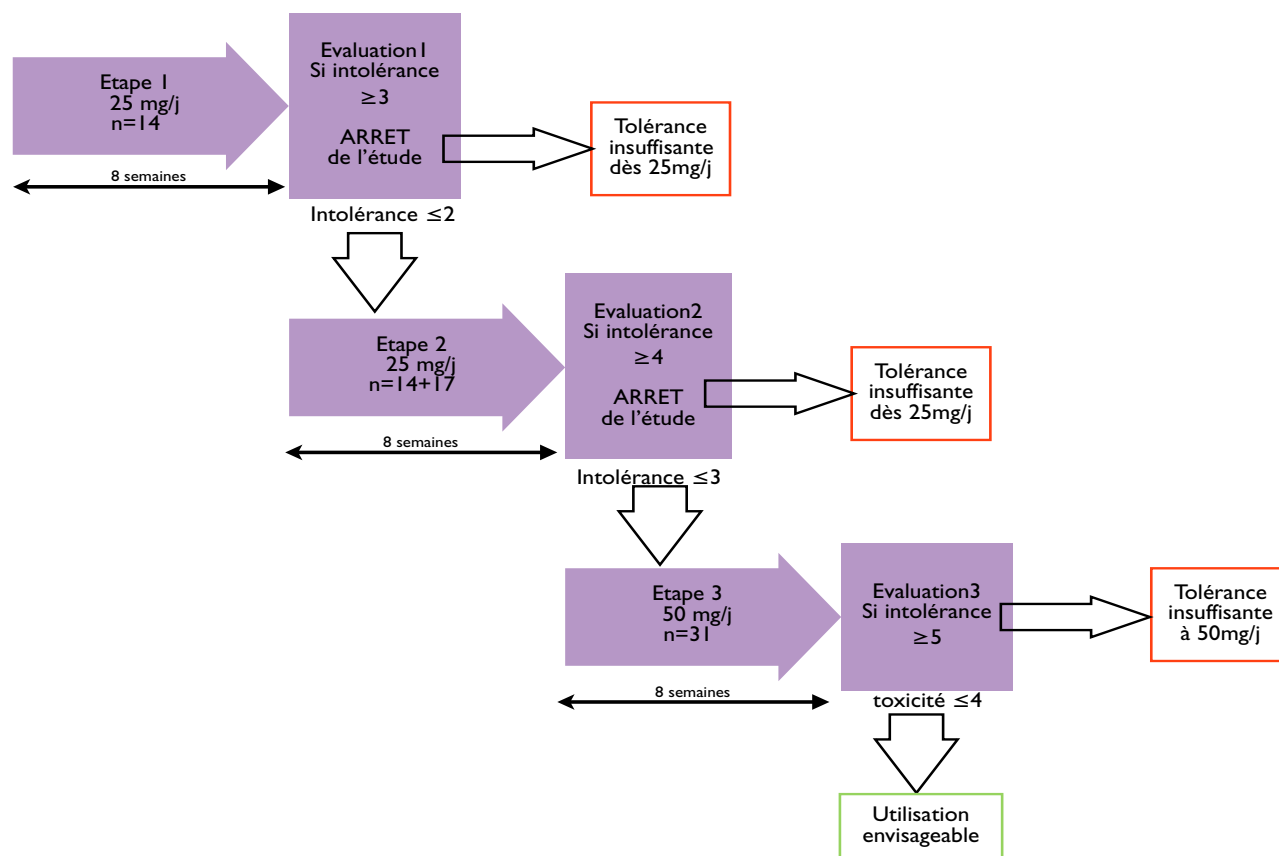 Etape 1
25 mg/j
n=14
8 semaines
Evaluation1
Si intolérance
≥3
ARRET
de l'étude
Tolérance
insuffisante
dès 25mg/j
Intolérance ≤2
Etape 2
25 mg/j
n=14+17
8 semaines
Evaluation2
Si intolérance
≥4
ARRET
de l'étude
Tolérance
insuffisante
dès 25mg/j
Intolérance ≤3
Etape 3
50 mg/j
n=31
8 semaines
Evaluation3
Si intolérance
≥5
Tolérance
insuffisante
à 50mg/j
toxicité ≤4
Utilisation
envisageable